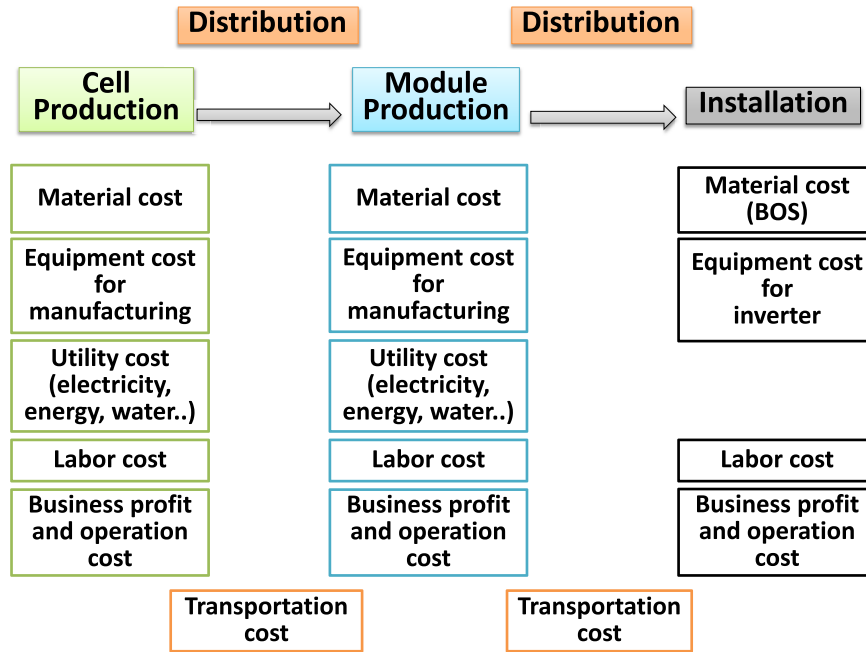 Distribution
Distribution
Cell
Production
Module
Production
Installation
Material cost
Equipment cost
for
manufacturing
Utility cost
(electricity,
energy, water..)
Labor cost
Business profit
and operation
cost
Material cost
Equipment cost
for
manufacturing
Utility cost
(electricity,
energy, water..)
Labor cost
Business profit
and operation
cost
Material cost
(BOS)
Equipment cost
for
inverter
Labor cost
Business profit
and operation
cost
Transportation
cost
Transportation
cost